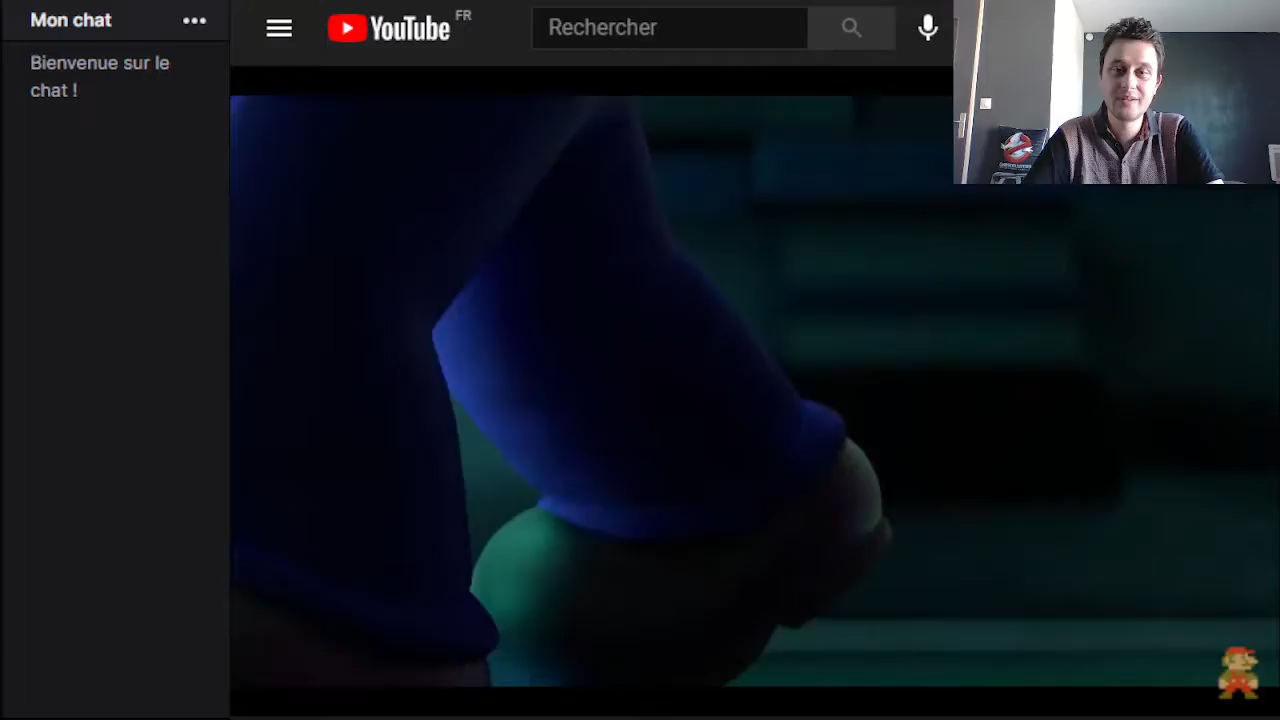 Mon chat
Bienvenue sur le
chat !
YouTube FR
Rechercher